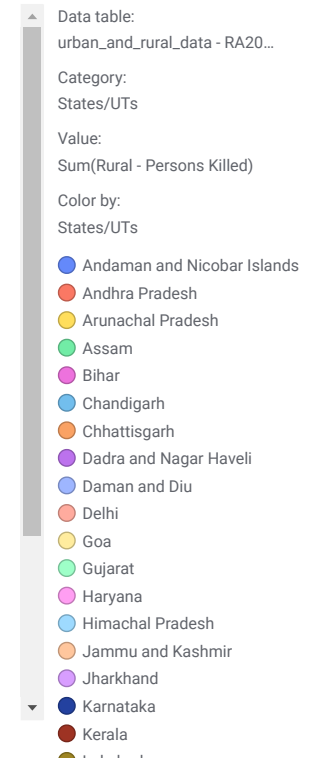 Data table:
urban_and_rural_data - RA20...
Category:
States/UTs
Value:
Sum(Rural - Persons Killed)
Color by:
States/UTs
Andaman and Nicobar Islands
Andhra Pradesh
Arunachal Pradesh
Assam
Bihar
Chandigarh
Chhattisgarh
Dadra and Nagar Haveli
Daman and Diu
Delhi
Goa
Gujarat
Haryana
Himachal Pradesh
Jammu and Kashmir
Jharkhand
Karnataka
Kerala